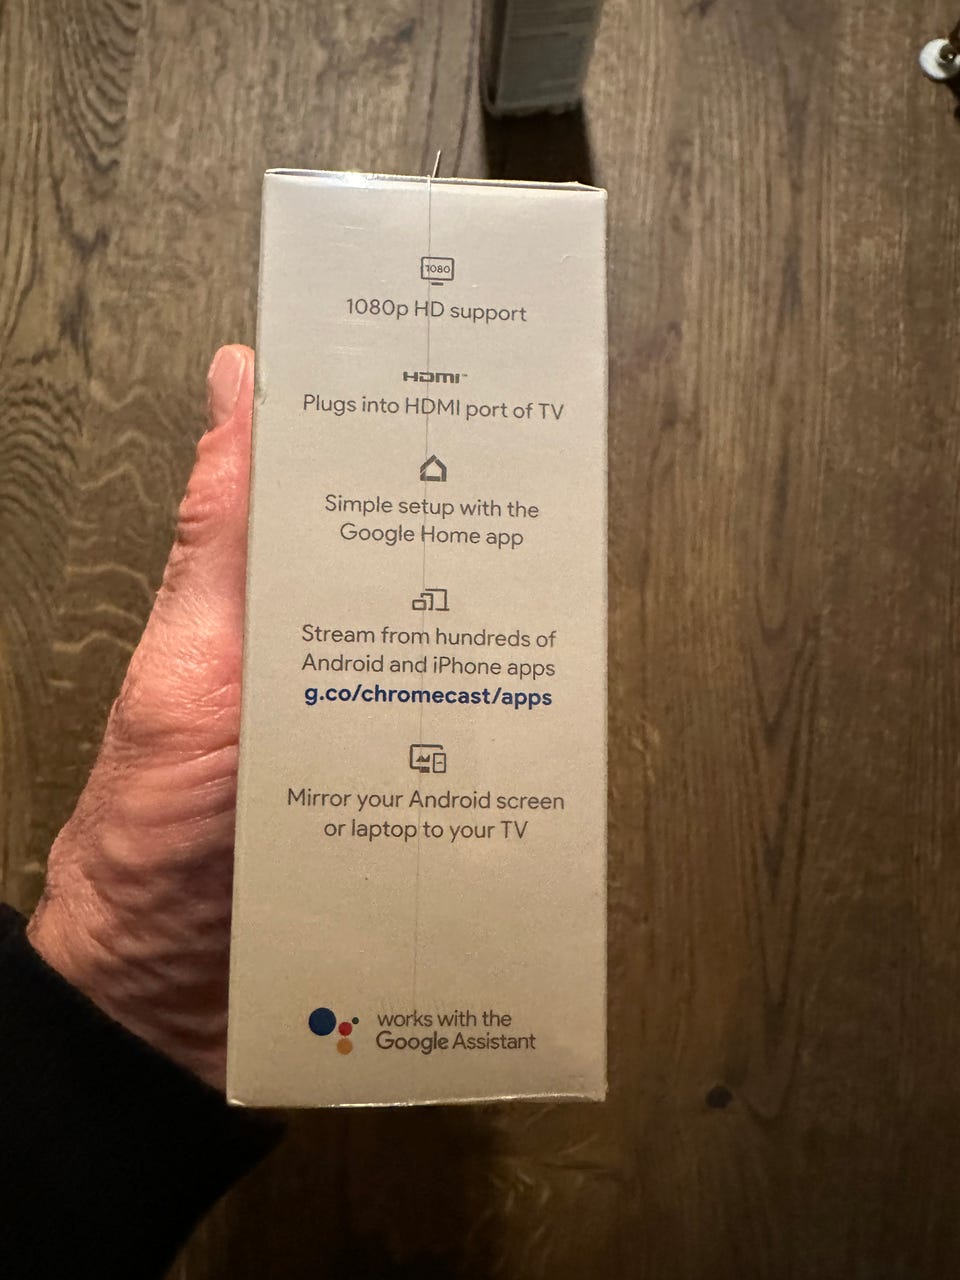 1080
1080p HD support
HDMI™
Plugs into HDMI port of TV
Simple setup with the
Google Home app
Stream from hundreds of
Android and iPhone apps
g.co/chromecast/apps
Mirror your Android screen
or laptop to your TV
works with the
Google Assistant